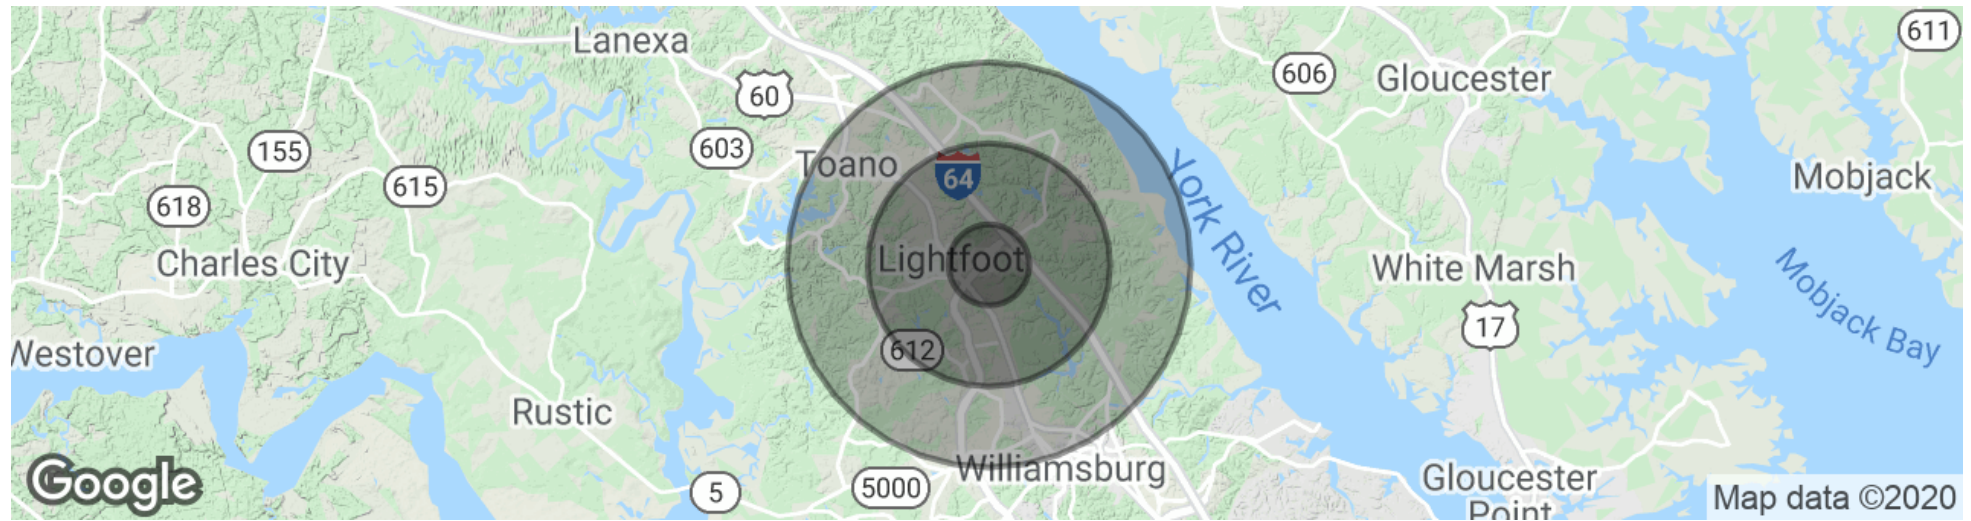 611
Lanexa
606
Gloucester
60
155
603
Toano
York River
64
Mobjack
615
618
Charles City
Lightfoot
White Marsh
Mobjack Bay
17
Westover
612
Rustic
Williamsburg
Google
5
5000
Gloucester
Point
Map data ©2020